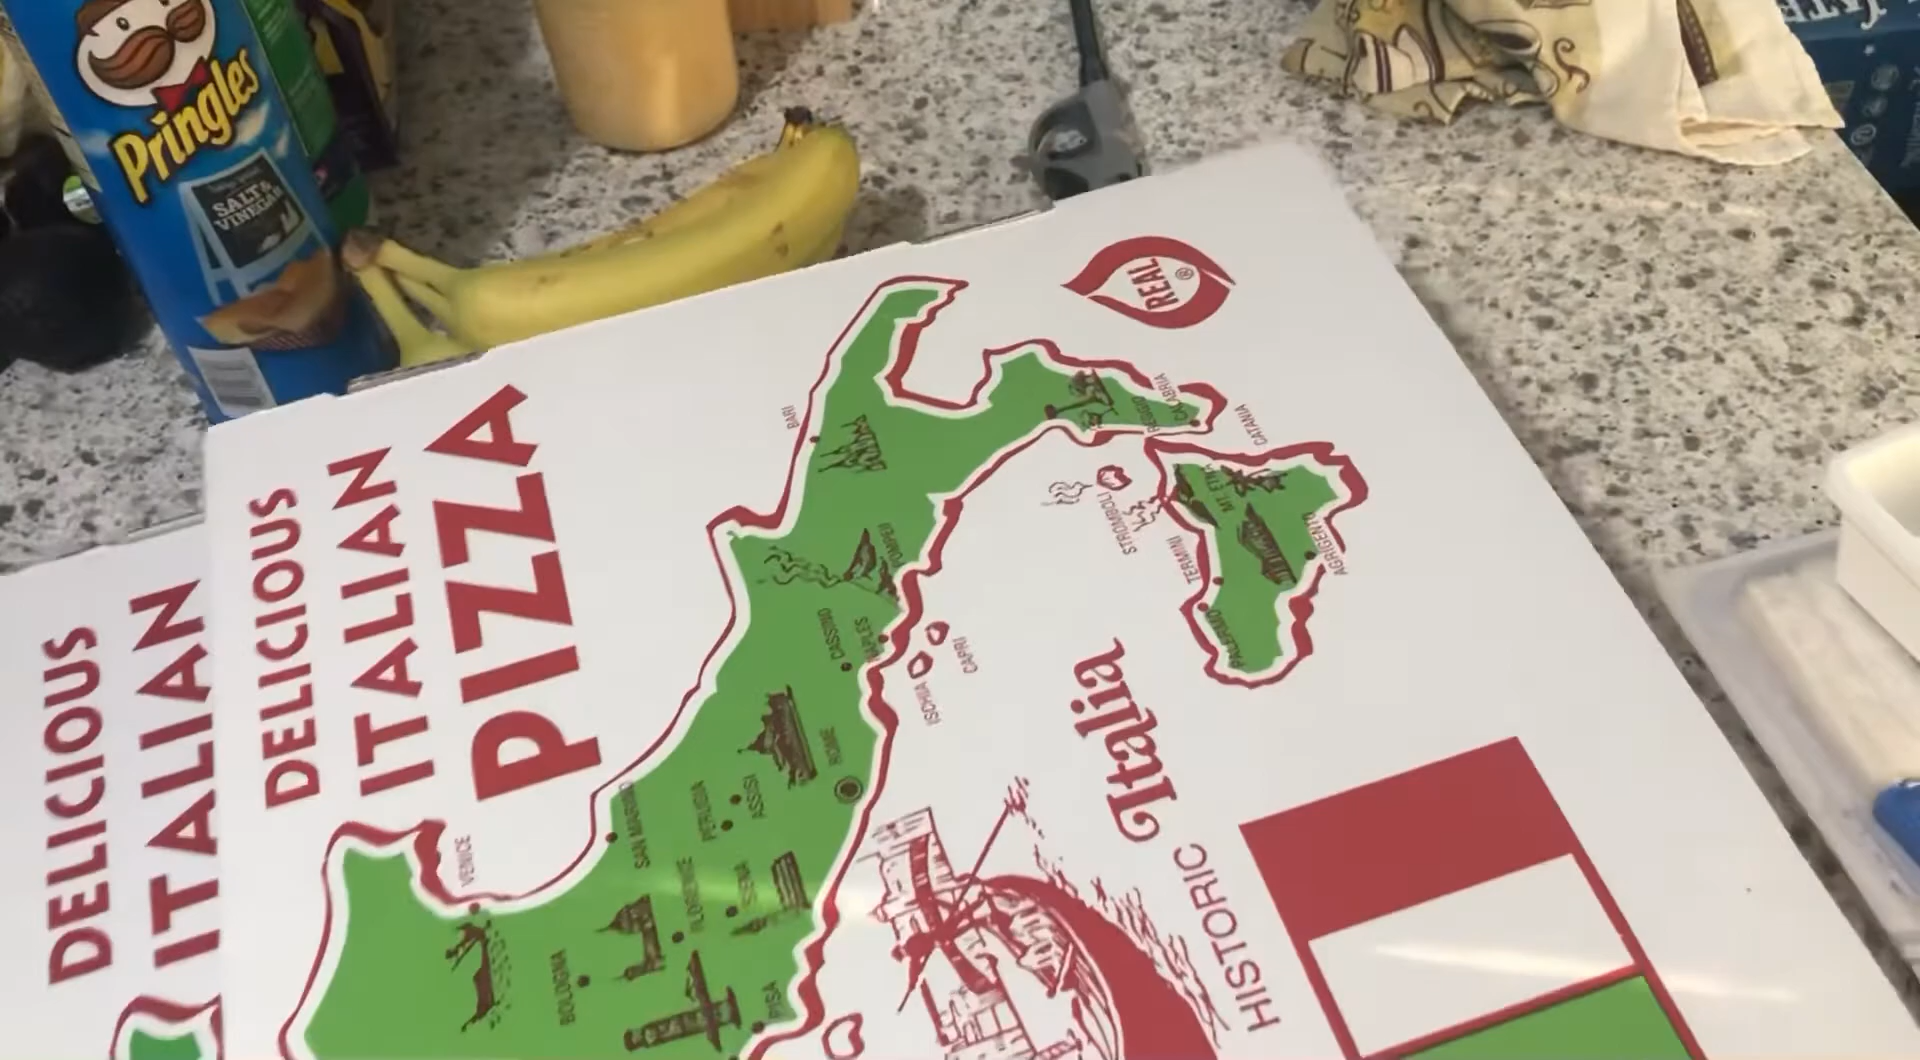 Pringles
SALT &
VINEGAR
DELICIOUS
ITALIAN
PIZZA
DELICIOUS
ITALIAN
REAL®
BARI
REGGIO
CALABRIA
CATANIA
MT. ETNA
STROMBOLI
TERMINI
AGRIGENTO
PALERMO
POMPEII
CASSINO
NAPLES
CAPRI
ISCHIA
ROME
ASSISI
PERUGIA
SAN MARINO
VENICE
SIENA
FLORENCE
BOLOGNA
PISA
HISTORIC Italia